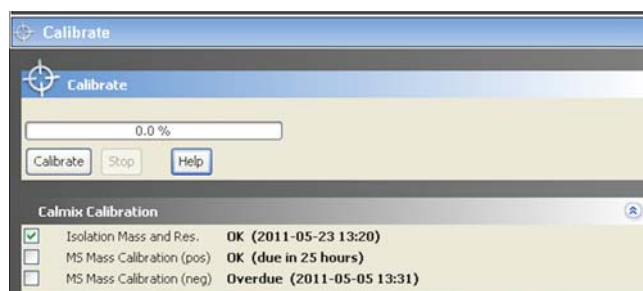 Calibrate
Calibrate
0.0 %
Calibrate Stop Help
Calmix Calibration
Isolation Mass and Res. OK (2011-05-23 13:20)
MS Mass Calibration (pos) OK (due in 25 hours)
MS Mass Calibration (neg) Overdue (2011-05-05 13:31)